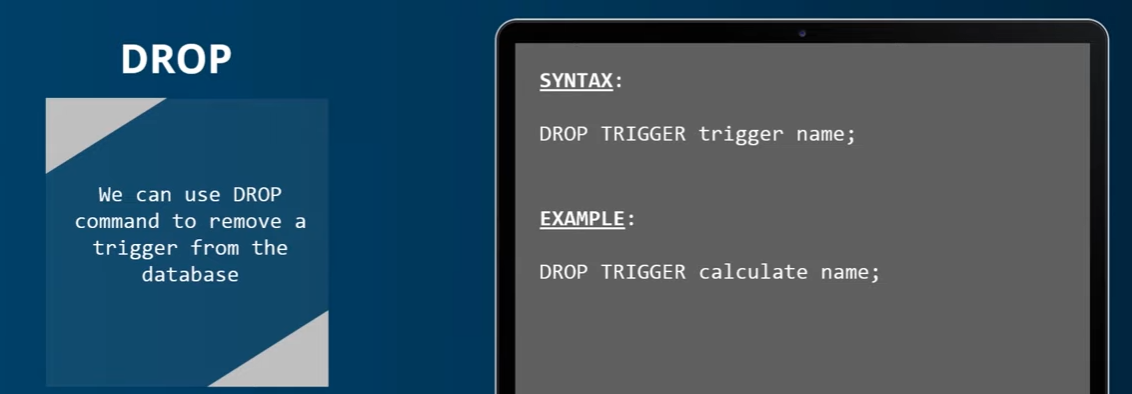 DROP
We can use DROP
command to remove a
trigger from the
database
SYNTAX:
DROP TRIGGER trigger name;
EXAMPLE:
DROP TRIGGER calculate name;